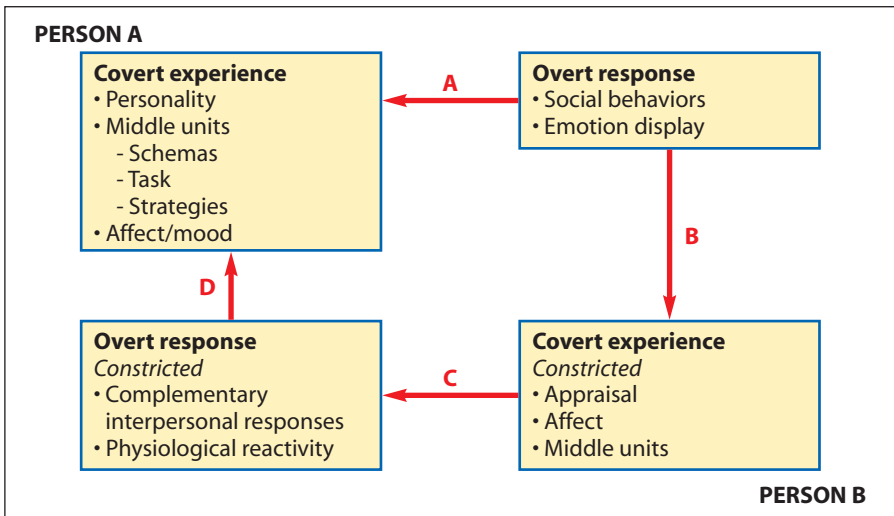 PERSON A
Covert experience
• Personality
• Middle units
- Schemas
- Task
- Strategies
• Affect/mood
A
Overt response
• Social behaviors
• Emotion display
B
D
Overt response
Constricted
• Complementary
interpersonal responses
• Physiological reactivity
C
Covert experience
Constricted
• Appraisal
• Affect
• Middle units
PERSON B